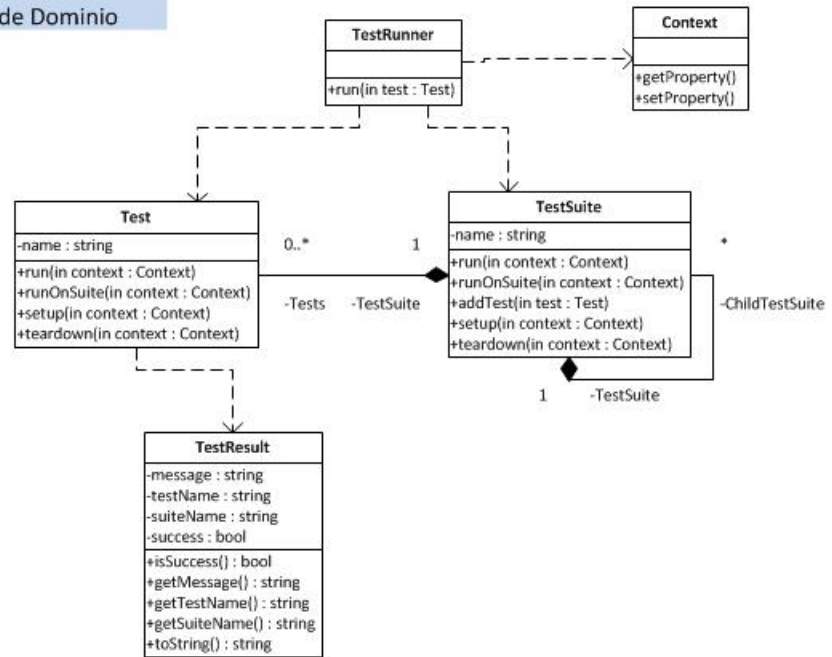 de Dominio
TestRunner
+run(in test : Test)
Context
+getProperty()
+setProperty()
Test
-name : string
+run(in context : Context)
+runOnSuite(in context : Context)
+setup(in context : Context)
+teardown(in context : Context)
0..*
1
-Tests
-TestSuite
TestSuite
-name : string
+run(in context : Context)
+runOnSuite(in context : Context)
+addTest(in test : Test)
+setup(in context : Context)
+teardown(in context : Context)
*
-ChildTestSuite
1
-TestSuite
TestResult
-message : string
-testName : string
-suiteName : string
-success : bool
+isSuccess() : bool
+getMessage() : string
+getTestName() : string
+getSuiteName() : string
+toString() : string